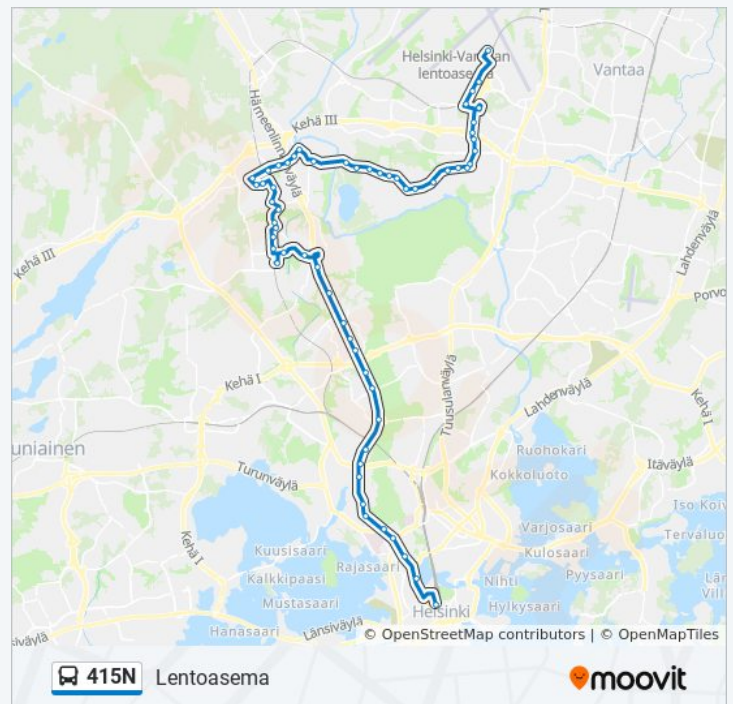 Helsinki-Vantaan
lentoasema
Vantaa
Kehä III
Hämeenlinnanväylä
Lahdenväylä
Kehä III
Porvo
Tuusulanväylä
Kehä I
Lahdenväylä
Kehä I
uniainen
Ruohokari
Kokkoluoto
Itäväylä
Turunväylä
Iso Koiv
Varjosaari
Tervaluo
Kehä I
Kuusisaari
Kulosaari
Rajasaari
Kalkkipaasi
Nihti
Pyysaari
Vill
Mustasaari
Helsinki
Hylkysaari
Hanasaari
Länsiväylä
siväylä
© OpenStreetMap contributors | © OpenMapTiles
415N Lentoasema
moovit